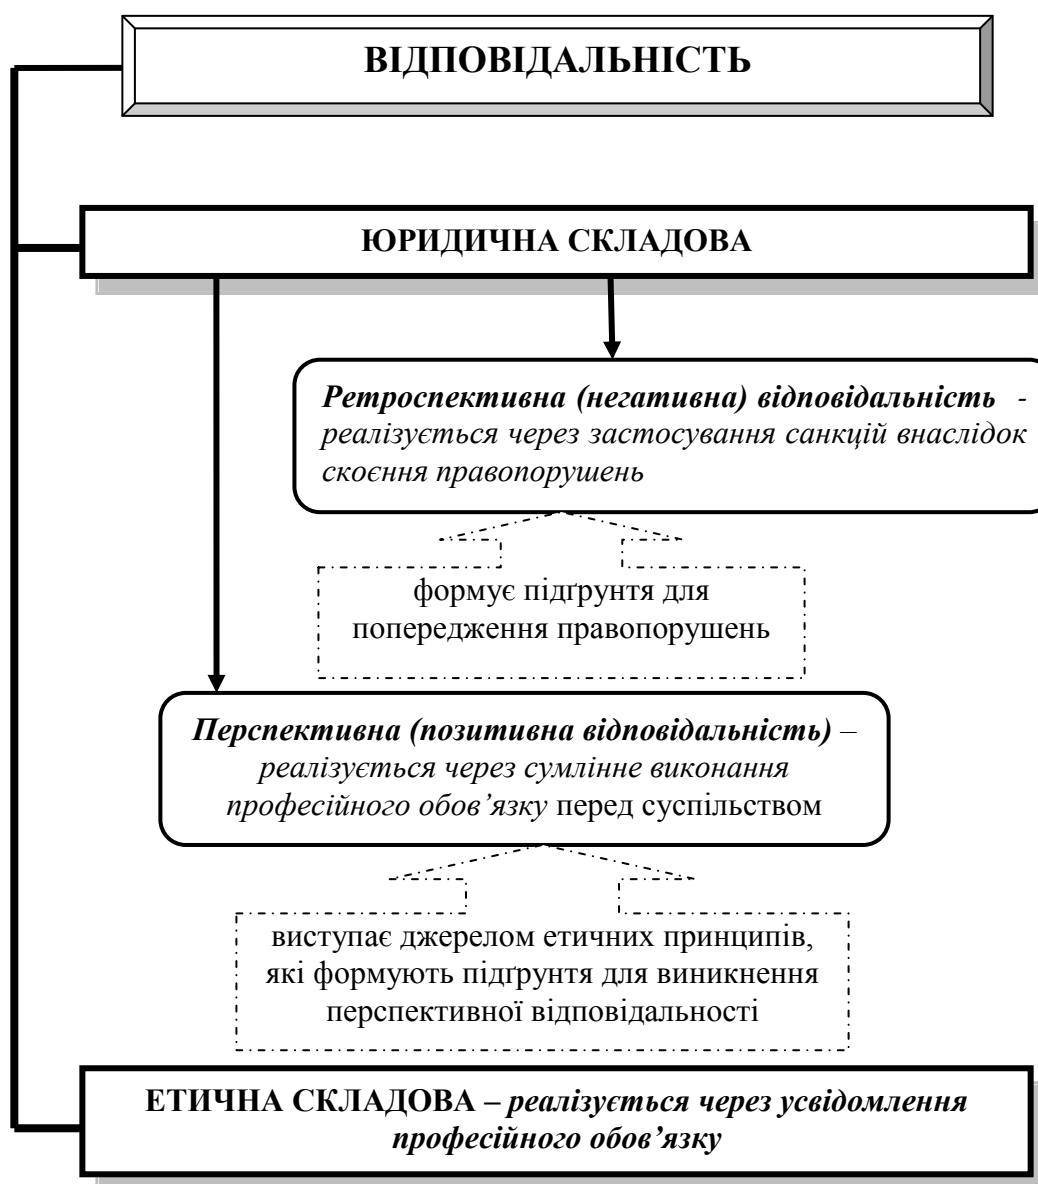 ВІДПОВІДАЛЬНІСТЬ
ЮРИДИЧНА СКЛАДОВА
Ретроспективна (негативна) відповідальність -
реалізується через застосування санкцій внаслідок
скоєння правопорушень
формує підґрунтя для
попередження правопорушень
Перспективна (позитивна відповідальність) –
реалізується через сумлінне виконання
професійного обов’язку перед суспільством
виступає джерелом етичних принципів,
які формують підґрунтя для виникнення
перспективної відповідальності
ЕТИЧНА СКЛАДОВА – реалізується через усвідомлення
професійного обов’язку